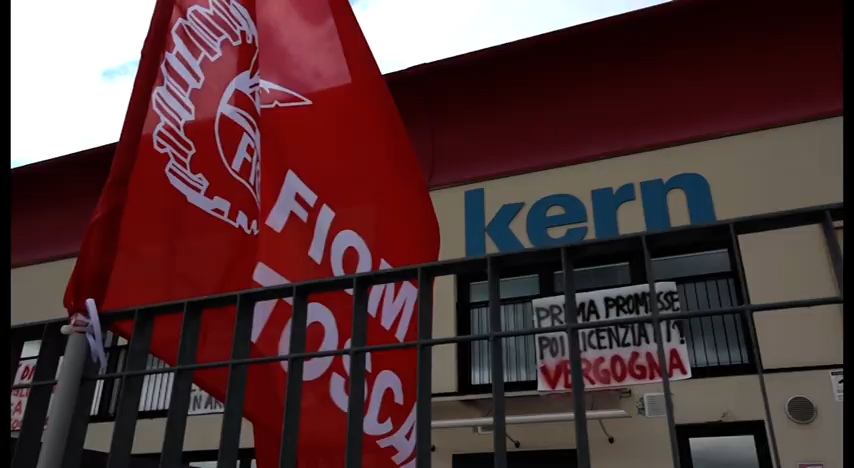 FIOM
TOSCA
kern
PRIMA PROMESSE
POI LICENZIATI?
VERGOGNA